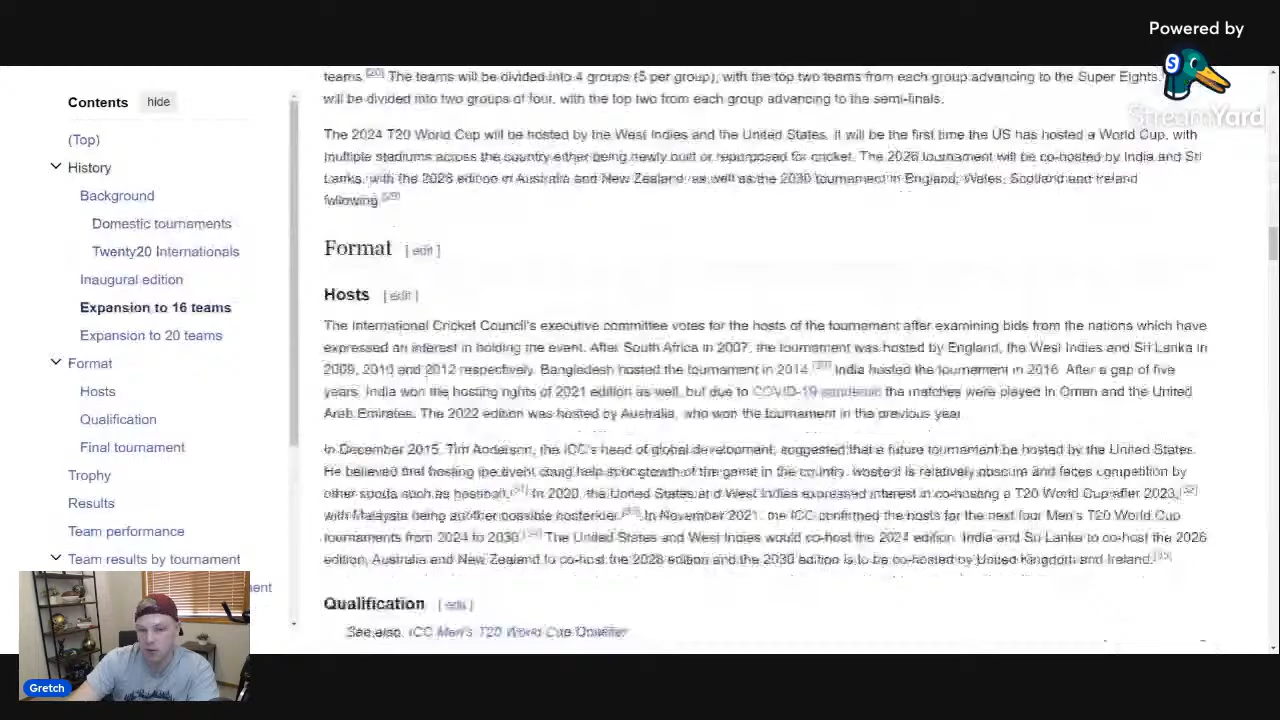 Powered by
StreamYard
Contents hide
(Top)
History
Background
Domestic tournaments
Twenty20 Internationals
Inaugural edition
Expansion to 16 teams
Expansion to 20 teams
Format
Hosts
Qualification
Final tournament
Trophy
Results
Team performance
Team results by tournament
ment
teams.[20] The teams will be divided into 4 groups (5 per group), with the top two teams from each group advancing to the Super Eights.
will be divided into two groups of four, with the top two from each group advancing to the semi-finals.
The 2024 T20 World Cup will be hosted by the West Indies and the United States. It will be the first time the US has hosted a World Cup, with
multiple stadiums across the country either being newly built or repurposed for cricket. The 2026 tournament will be co-hosted by India and Sri
Lanka, with the 2028 edition in Australia and New Zealand, as well as the 2030 tournament in England, Wales, Scotland and Ireland
following.
Format [ edit ]
Hosts [ edit ]
The International Cricket Council's executive committee votes for the hosts of the tournament after examining bids from the nations which have
expressed an interest in holding the event. After South Africa in 2007, the tournament was hosted by England, the West Indies and Sri Lanka in
2009, 2010 and 2012 respectively. Bangladesh hosted the tournament in 2014. India hosted the tournament in 2016. After a gap of five
years, India won the hosting rights of 2021 edition as well, but due to COVID-19 pandemic the matches were played in Oman and the United
Arab Emirates. The 2022 edition was hosted by Australia, who won the tournament in the previous year.
In December 2015, Tim Anderson, the ICC's head of global development, suggested that a future tournament be hosted by the United States.
He believed that hosting the event could help spur growth of the game in the country, where it is relatively obscure and faces competition by
other sports such as baseball. In 2020, the United States and West Indies expressed interest in co-hosting a T20 World Cup after 2023,
with Malaysia being another possible contender. In November 2021, the ICC confirmed the hosts for the next four Men's T20 World Cup
tournaments from 2024 to 2030. The United States and West Indies would co-host the 2024 edition, India and Sri Lanka to co-host the 2026
edition, Australia and New Zealand to co-host the 2028 edition and the 2030 edition is to be co-hosted by United Kingdom and Ireland.
Qualification [ edit ]
See also: ICC Men's T20 World Cup Qualifier
Gretch